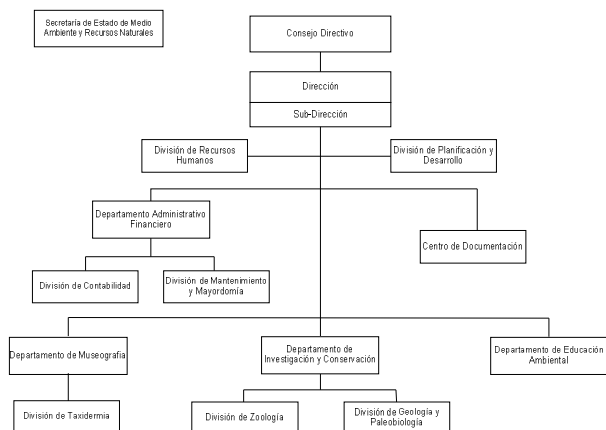 Secretaría de Estado de Medio
Ambiente y Recursos Naturales
Consejo Directivo
Dirección
Sub-Dirección
División de Recursos
Humanos
División de Planificación y
Desarrollo
Departamento Administrativo
Financiero
Centro de Documentación
División de Contabilidad
División de Mantenimiento
y Mayordomía
Departamento de Museografia
Departamento de
Investigación y Conservación
Departamento de Educación
Ambiental
División de Taxidermia
División de Zoología
División de Geología y
Paleobiología